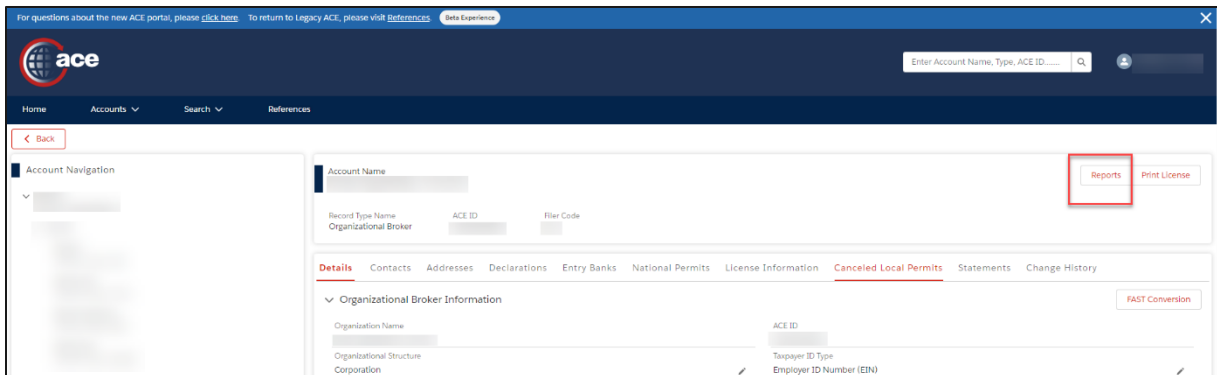 For questions about the new ACE portal, please click here. To return to Legacy ACE, please visit References. Beta Experience
ace
Enter Account Name, Type, ACE ID........
Home Accounts Search References
Back
Account Navigation
Account Name
Reports Print License
Record Type Name ACE ID Filer Code
Organizational Broker
Details Contacts Addresses Declarations Entry Banks National Permits License Information Canceled Local Permits Statements Change History
Organizational Broker Information
FAST Conversion
Organization Name ACE ID
Organizational Structure Taxpayer ID Type
Corporation Employer ID Number (EIN)